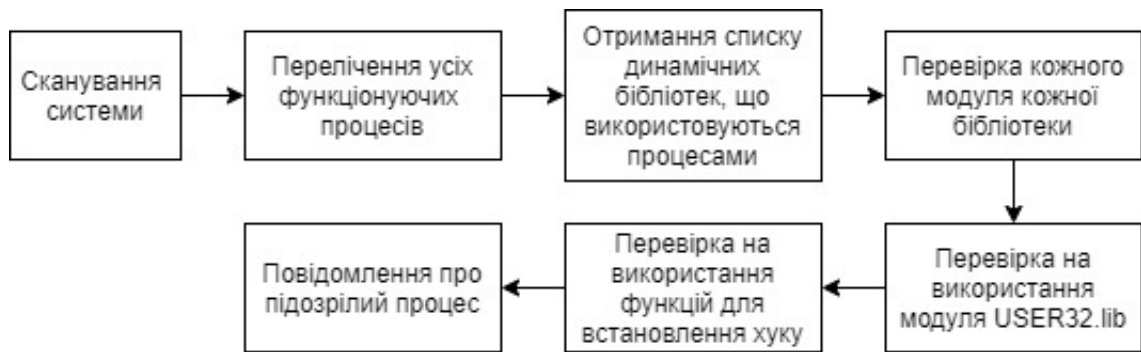 Сканування
системи
Перелічення усіх
функціонуючих
процесів
Отримання списку
динамічних
бібліотек, що
використовуються
процесами
Перевірка кожного
модуля кожної
бібліотеки
Перевірка на
використання
модуля USER32.lib
Перевірка на
використання
функцій для
встановлення хуку
Повідомлення про
підозрілий процес